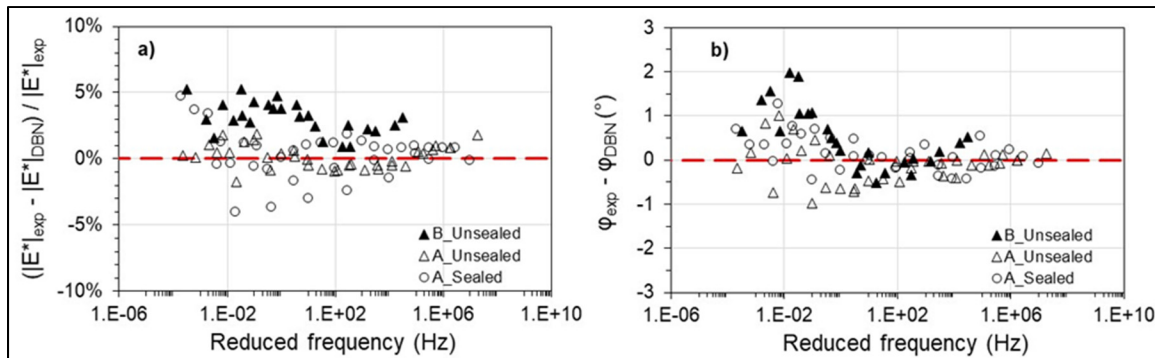 a)
(|E*|exp - |E*|DBN) / |E*|exp
10%
5%
0%
-5%
-10%
▲ B_Unsealed
△ A_Unsealed
○ A_Sealed
1.E-06 1.E-02 1.E+02 1.E+06 1.E+10
Reduced frequency (Hz)
b)
φexp - φDBN (°)
3
2
1
0
-1
-2
-3
▲ B_Unsealed
△ A_Unsealed
○ A_Sealed
1.E-06 1.E-02 1.E+02 1.E+06 1.E+10
Reduced frequency (Hz)